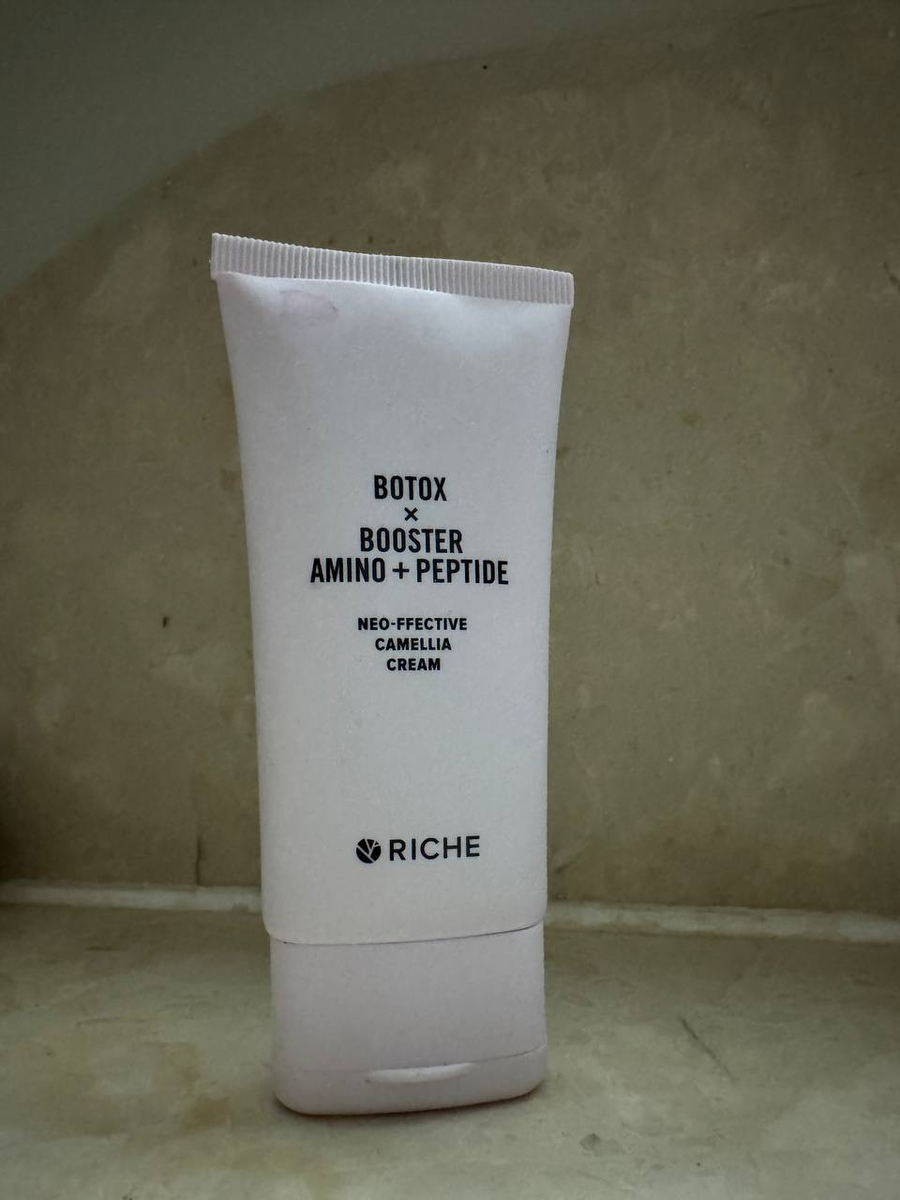 BOTOX
×
BOOSTER
AMINO + PEPTIDE
NEO-FFECTIVE
CAMELLIA
CREAM
RICHE